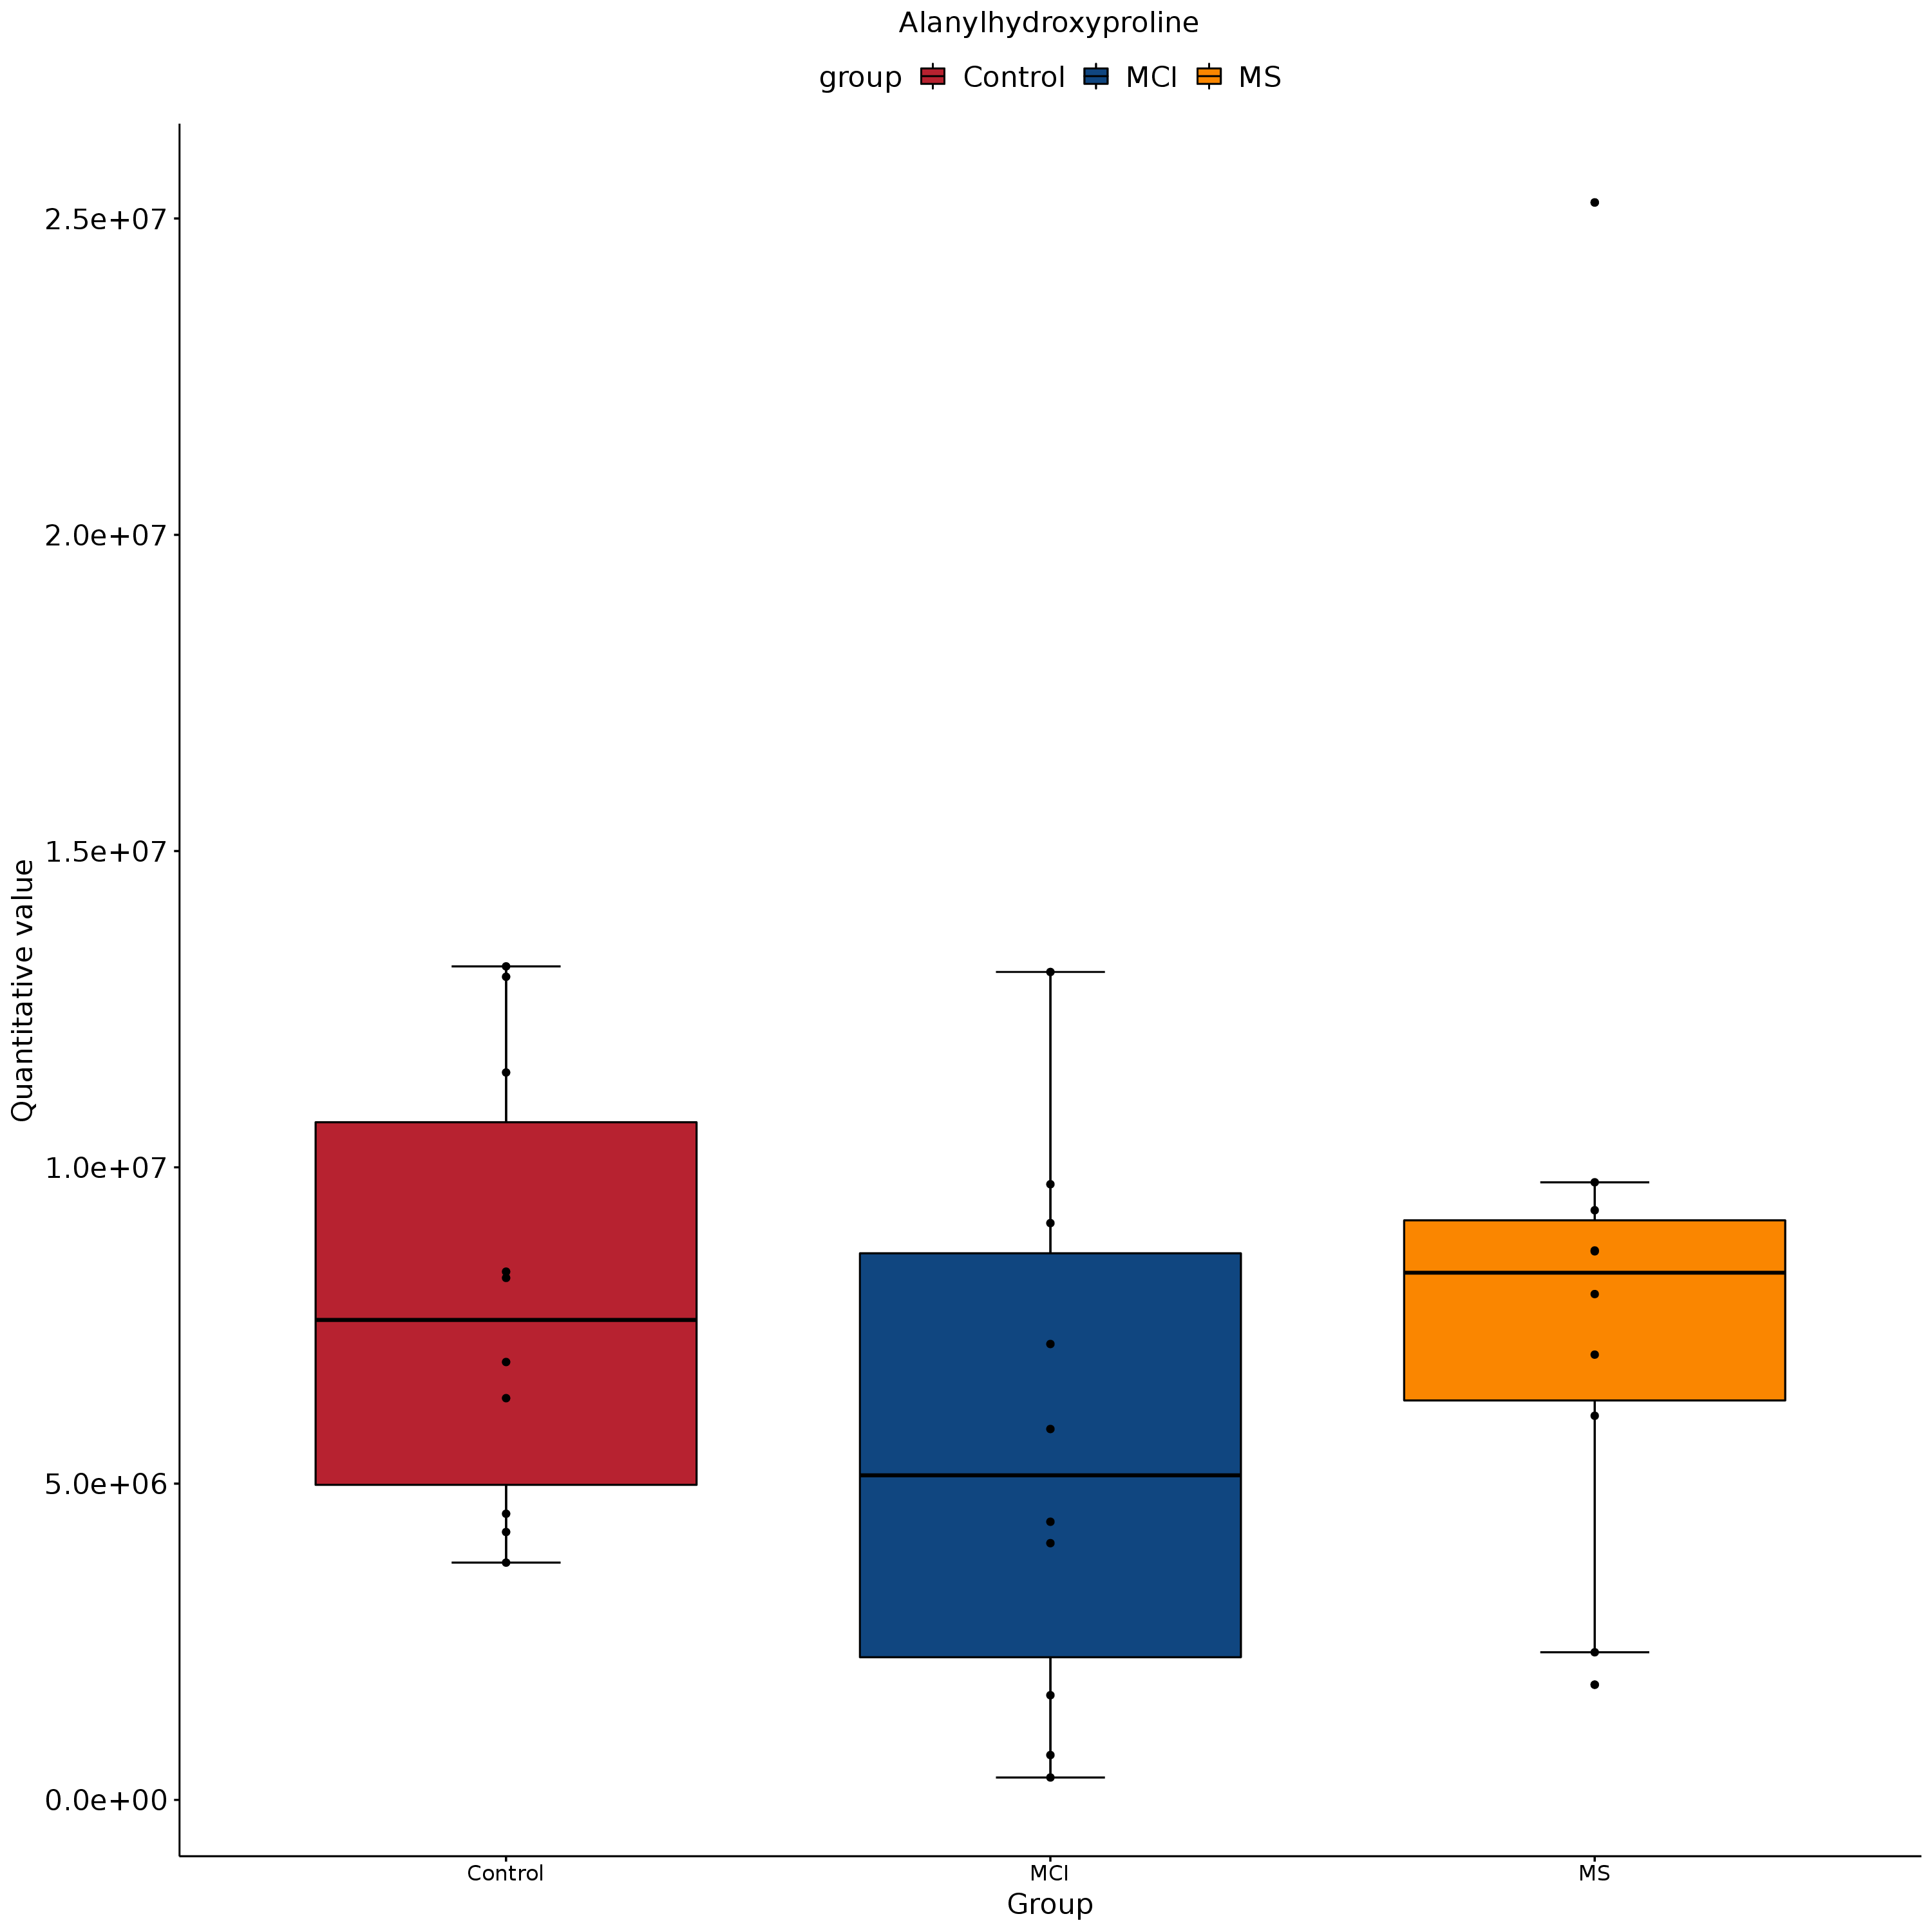 Alanylhydroxyproline
group Control MCI MS
Quantitative value
2.5e+07
2.0e+07
1.5e+07
1.0e+07
5.0e+06
0.0e+00
Control MCI MS
Group